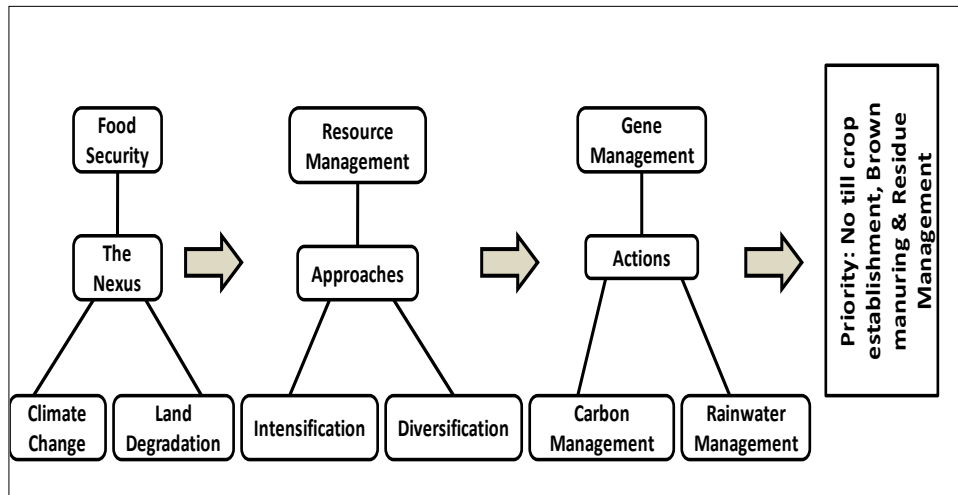 Food
Security
The
Nexus
Climate
Change
Land
Degradation
Resource
Management
Approaches
Intensification
Diversification
Gene
Management
Actions
Carbon
Management
Rainwater
Management
Priority: No till crop
establishment, Brown
manuring & Residue
Management